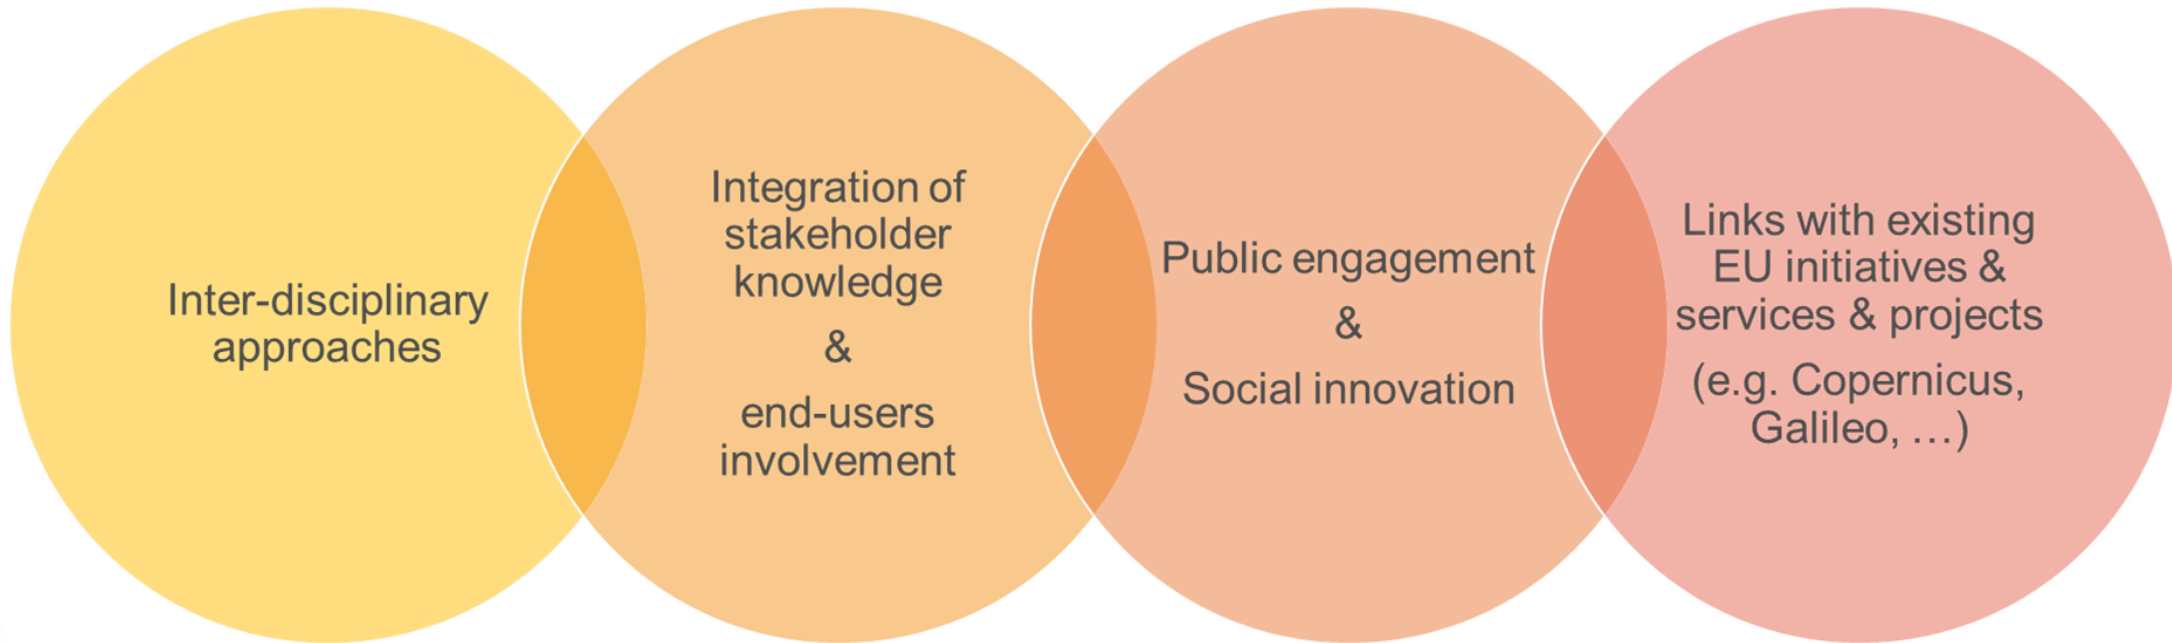 Inter-disciplinary
approaches
Integration of
stakeholder
knowledge
&
end-users
involvement
Public engagement
&
Social innovation
Links with existing
EU initiatives &
services & projects
(e.g. Copernicus,
Galileo, …)